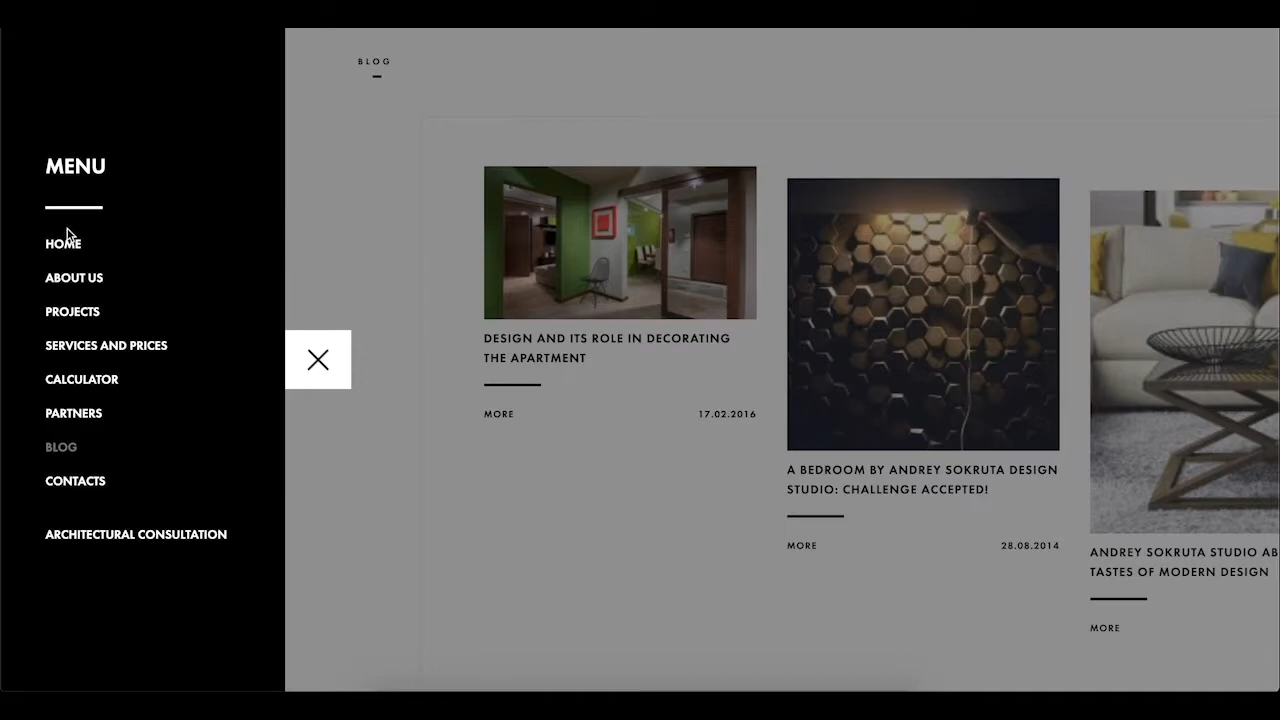 MENU
HOME
ABOUT US
PROJECTS
SERVICES AND PRICES
CALCULATOR
PARTNERS
BLOG
CONTACTS
ARCHITECTURAL CONSULTATION
BLOG
DESIGN AND ITS ROLE IN DECORATING
THE APARTMENT
MORE 17.02.2016
A BEDROOM BY ANDREY SOKRUTA DESIGN
STUDIO: CHALLENGE ACCEPTED!
MORE 28.08.2014
ANDREY SOKRUTA STUDIO AB
TASTES OF MODERN DESIGN
MORE